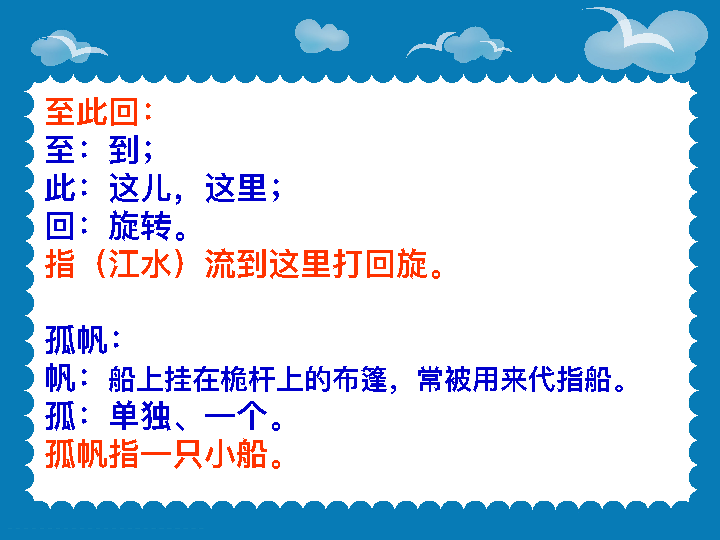 至此回：
至：到；
此：这儿，这里；
回：旋转。
指（江水）流到这里打回旋。
孤帆：
帆：船上挂在桅杆上的布篷，常被用来代指船。
孤：单独、一个。
孤帆指一只小船。